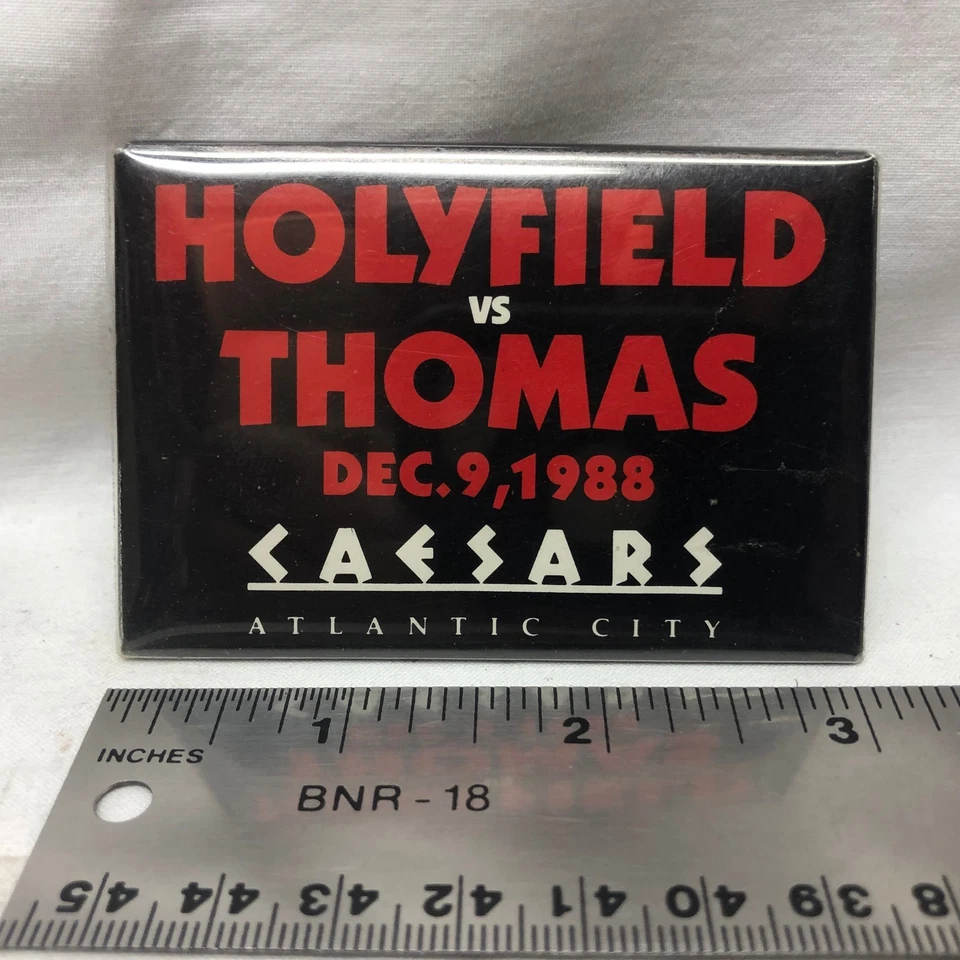 HOLYFIELD
VS
THOMAS
DEC.9,1988
CAESARS
ATLANTIC CITY
1 2 3
INCHES
BNR-18
45 44 43 42 41 40 39 8